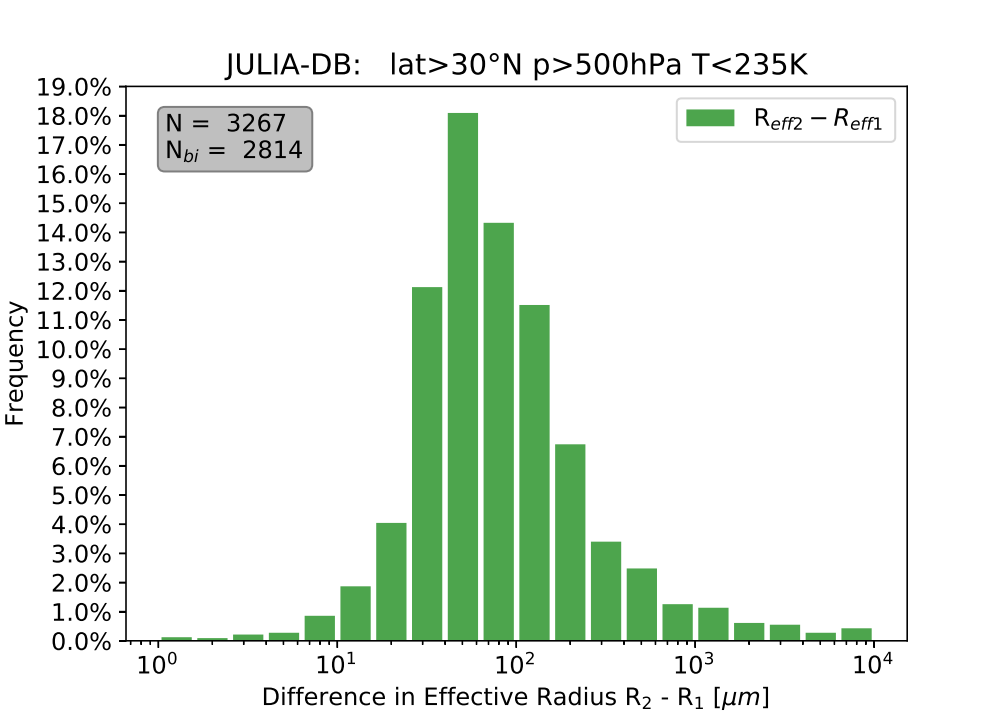 JULIA-DB:   lat>30°N p>500hPa T<235K
N =  3267
N_bi =  2814
R_eff2 − R_eff1
19.0%
18.0%
17.0%
16.0%
15.0%
14.0%
13.0%
12.0%
11.0%
10.0%
9.0%
8.0%
7.0%
6.0%
5.0%
4.0%
3.0%
2.0%
1.0%
0.0%
Frequency
10^0 10^1 10^2 10^3 10^4
Difference in Effective Radius R_2 - R_1 [μm]